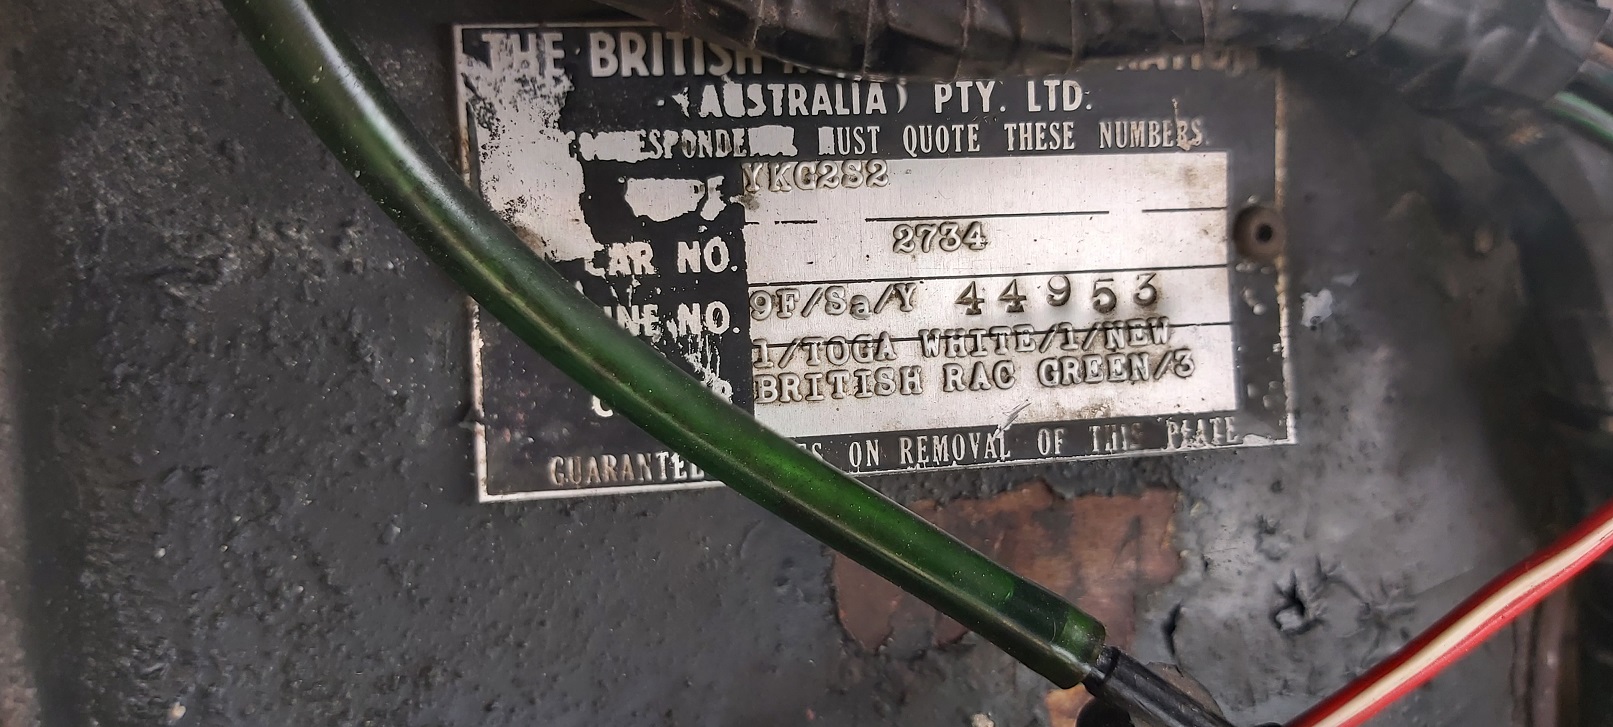 THE BRITISH
(AUSTRALIA) PTY. LTD.
MUST QUOTE THESE NUMBERS.
YKG2S2
CAR NO. 2734
NO. 9F/Sa/Y 44953
1/TOGA WHITE/1/NEW
BRITISH RAC GREEN/3
ON REMOVAL OF THIS PLATE